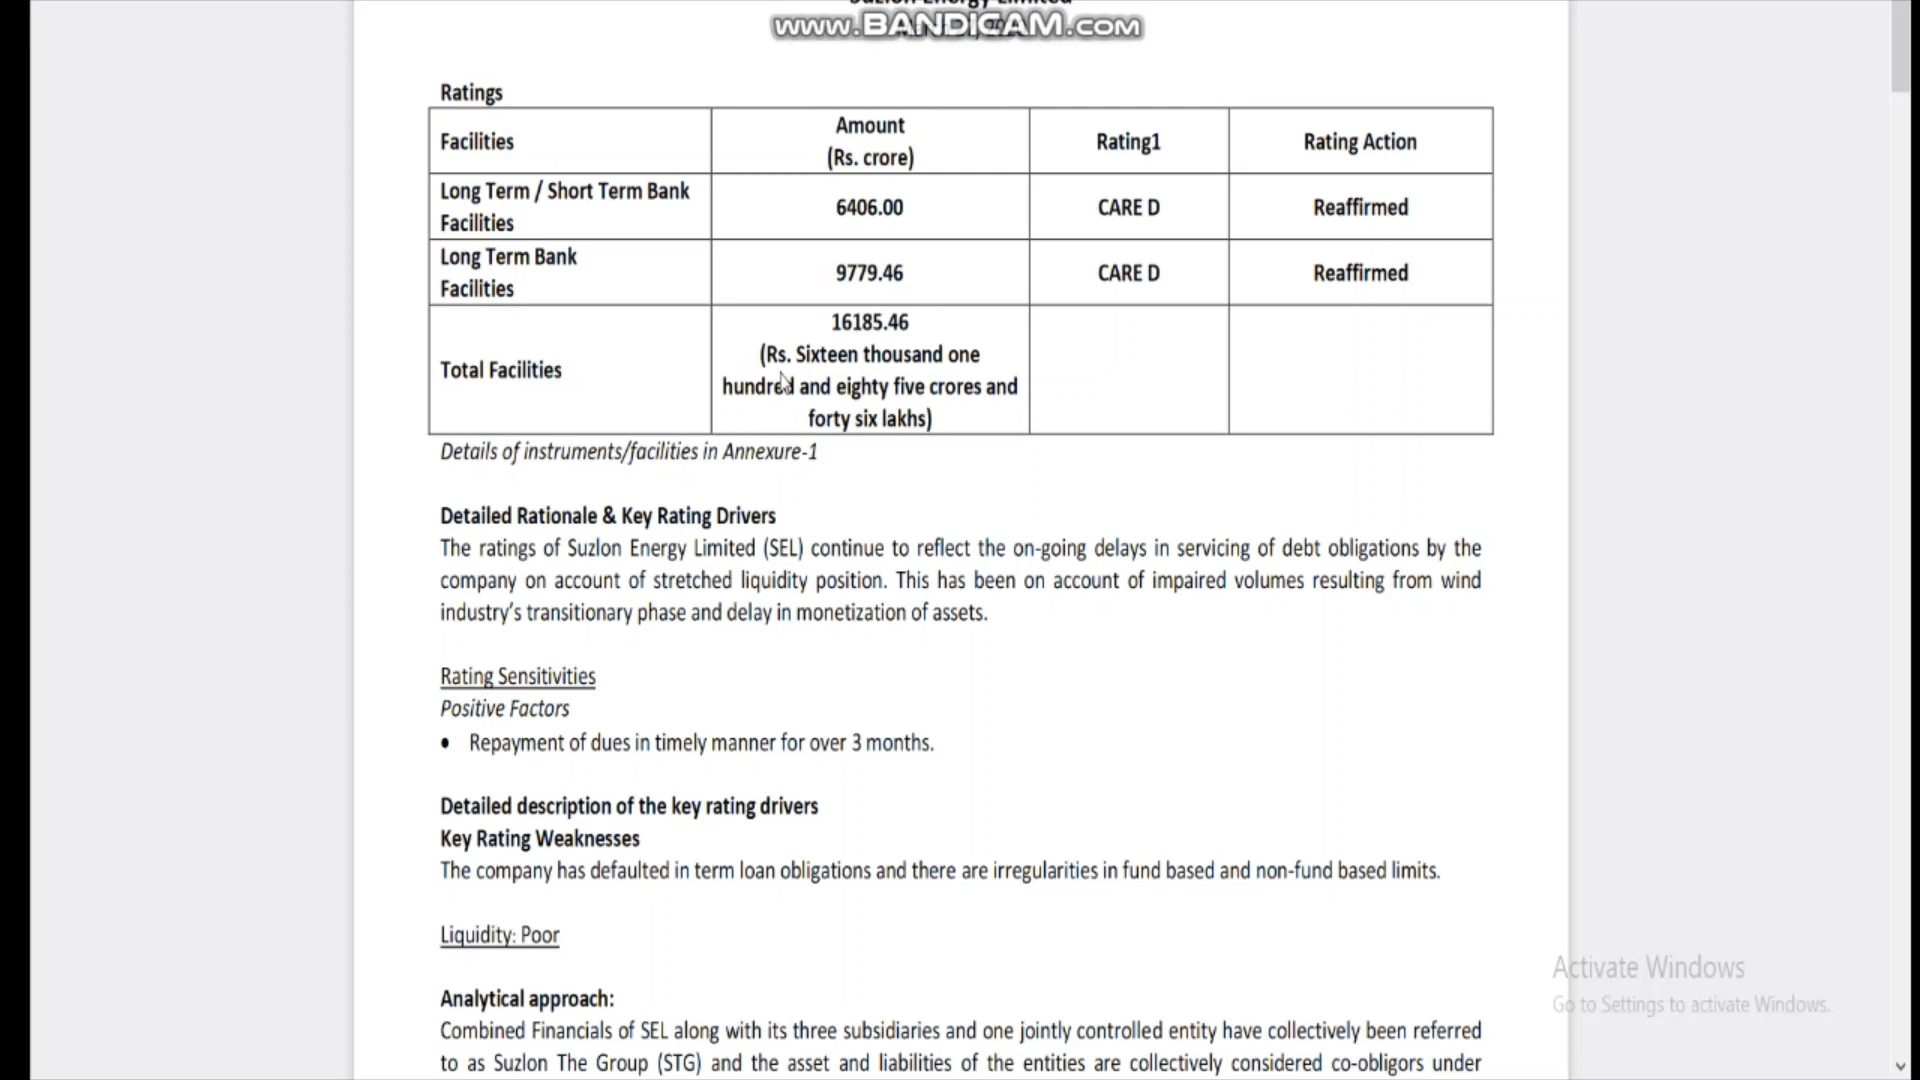 Suzlon Energy Limited
www.BANDICAM.com
Ratings
Facilities
Amount
(Rs. crore)
Rating1
Rating Action
Long Term / Short Term Bank
Facilities
6406.00
CARE D
Reaffirmed
Long Term Bank
Facilities
9779.46
CARE D
Reaffirmed
Total Facilities
16185.46
(Rs. Sixteen thousand one
hundred and eighty five crores and
forty six lakhs)
Details of instruments/facilities in Annexure-1
Detailed Rationale & Key Rating Drivers
The ratings of Suzlon Energy Limited (SEL) continue to reflect the on-going delays in servicing of debt obligations by the
company on account of stretched liquidity position. This has been on account of impaired volumes resulting from wind
industry's transitionary phase and delay in monetization of assets.
Rating Sensitivities
Positive Factors
• Repayment of dues in timely manner for over 3 months.
Detailed description of the key rating drivers
Key Rating Weaknesses
The company has defaulted in term loan obligations and there are irregularities in fund based and non-fund based limits.
Liquidity: Poor
Analytical approach:
Combined Financials of SEL along with its three subsidiaries and one jointly controlled entity have collectively been referred
to as Suzlon The Group (STG) and the asset and liabilities of the entities are collectively considered co-obligors under
Activate Windows
Go to Settings to activate Windows.